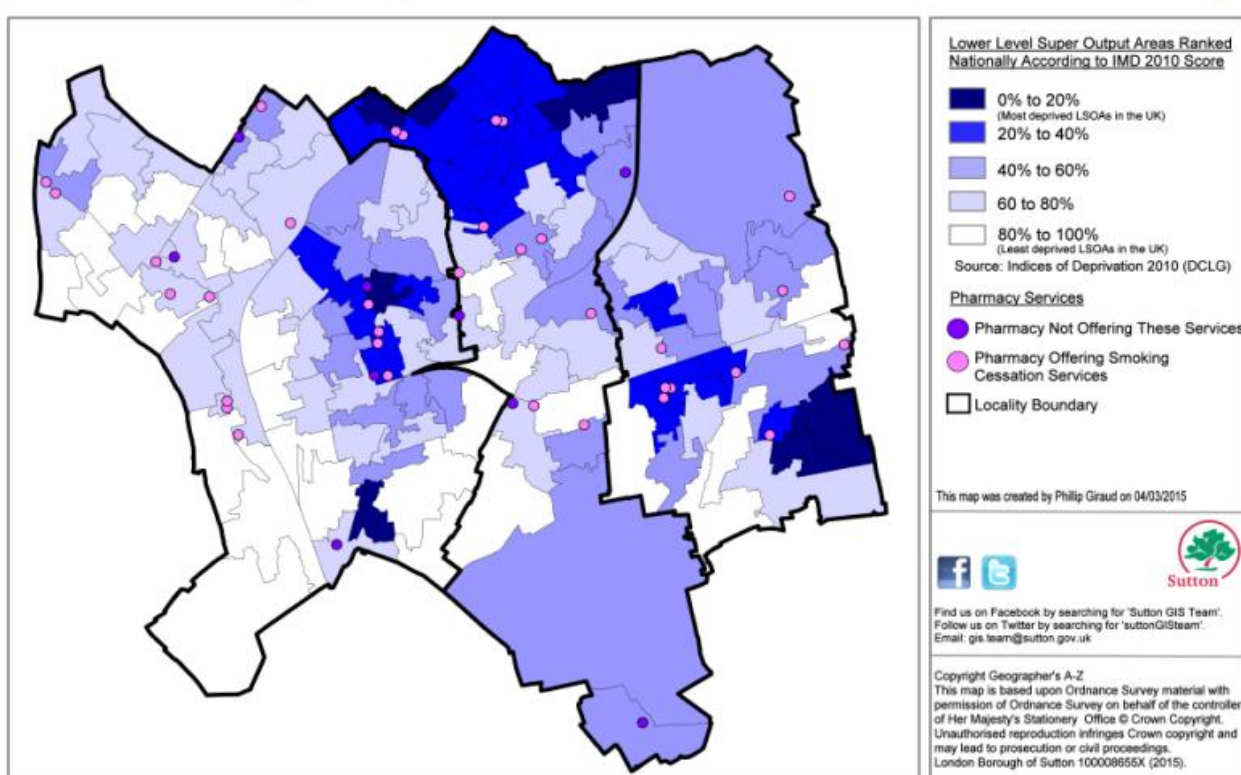 Lower Level Super Output Areas Ranked
Nationally According to IMD 2010 Score
0% to 20%
(Most deprived LSOAs in the UK)
20% to 40%
40% to 60%
60 to 80%
80% to 100%
(Least deprived LSOAs in the UK)
Source: Indices of Deprivation 2010 (DCLG)
Pharmacy Services
Pharmacy Not Offering These Services
Pharmacy Offering Smoking
Cessation Services
Locality Boundary
This map was created by Phillip Giraud on 04/03/2015
Sutton
Find us on Facebook by searching for 'Sutton GIS Team'.
Follow us on Twitter by searching for 'suttonGISteam'.
Email: gis.team@sutton.gov.uk
Copyright Geographer's A-Z
This map is based upon Ordnance Survey material with
permission of Ordnance Survey on behalf of the controller
of Her Majesty's Stationery Office © Crown Copyright.
Unauthorised reproduction infringes Crown copyright and
may lead to prosecution or civil proceedings.
London Borough of Sutton 100008655X (2015).